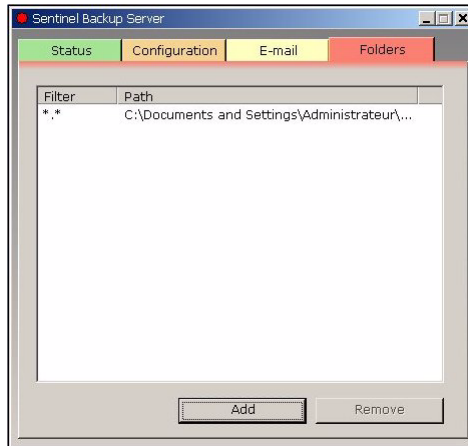 Sentinel Backup Server
Status Configuration E-mail Folders
Filter Path
*.* C:\Documents and Settings\Administrateur\...
Add Remove